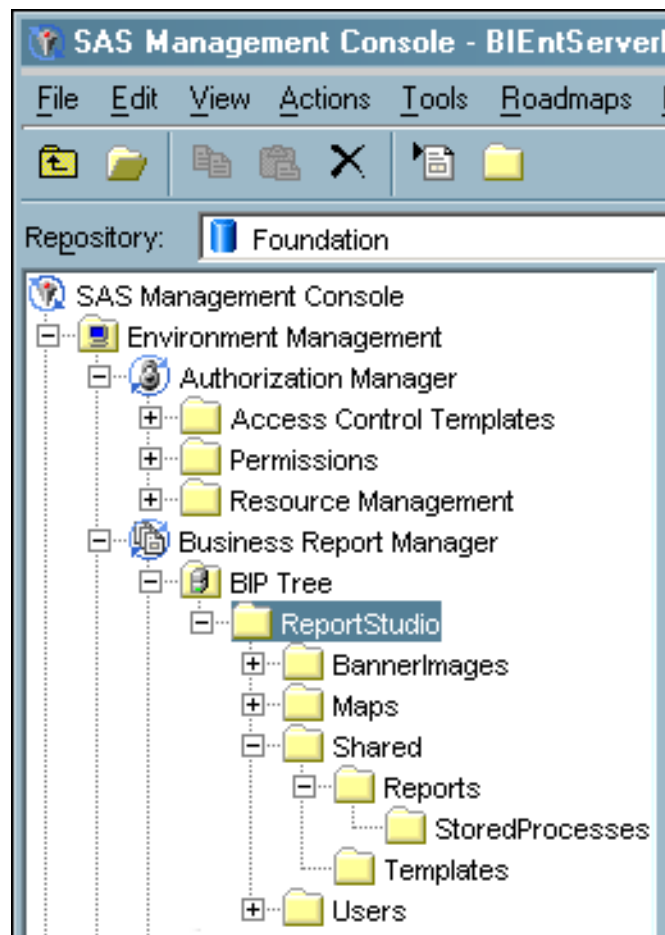 SAS Management Console - BIEntServer
File Edit View Actions Tools Roadmaps
Repository: Foundation
SAS Management Console
Environment Management
Authorization Manager
Access Control Templates
Permissions
Resource Management
Business Report Manager
BIP Tree
ReportStudio
BannerImages
Maps
Shared
Reports
StoredProcesses
Templates
Users